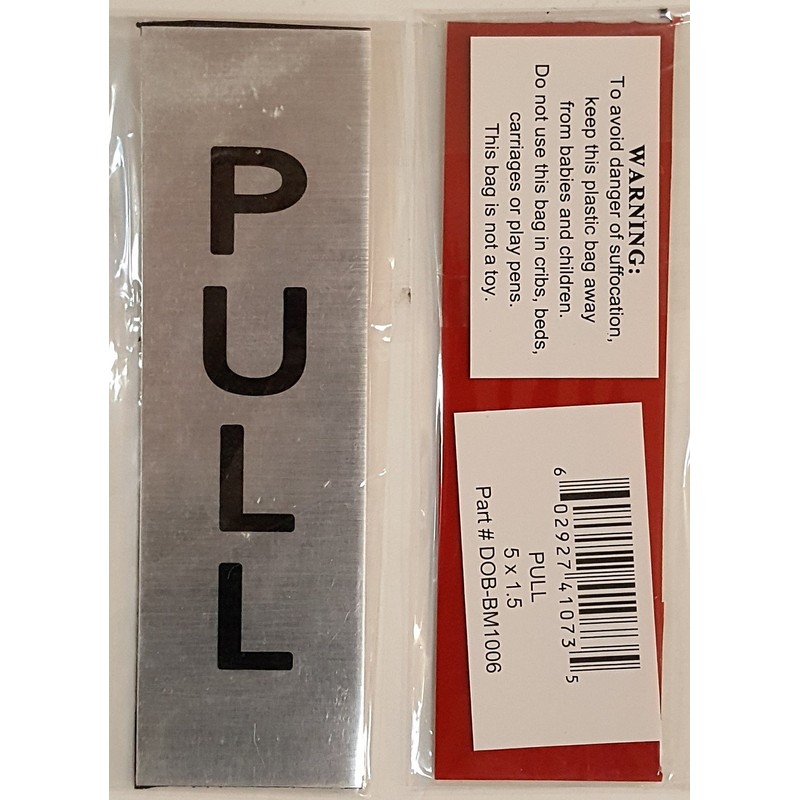 PULL
WARNING:
To avoid danger of suffocation,
keep this plastic bag away
from babies and children.
Do not use this bag in cribs, beds,
carriages or play pens.
This bag is not a toy.
6 02927 41073 5
PULL
5 x 1.5
Part # DOB-BM1006